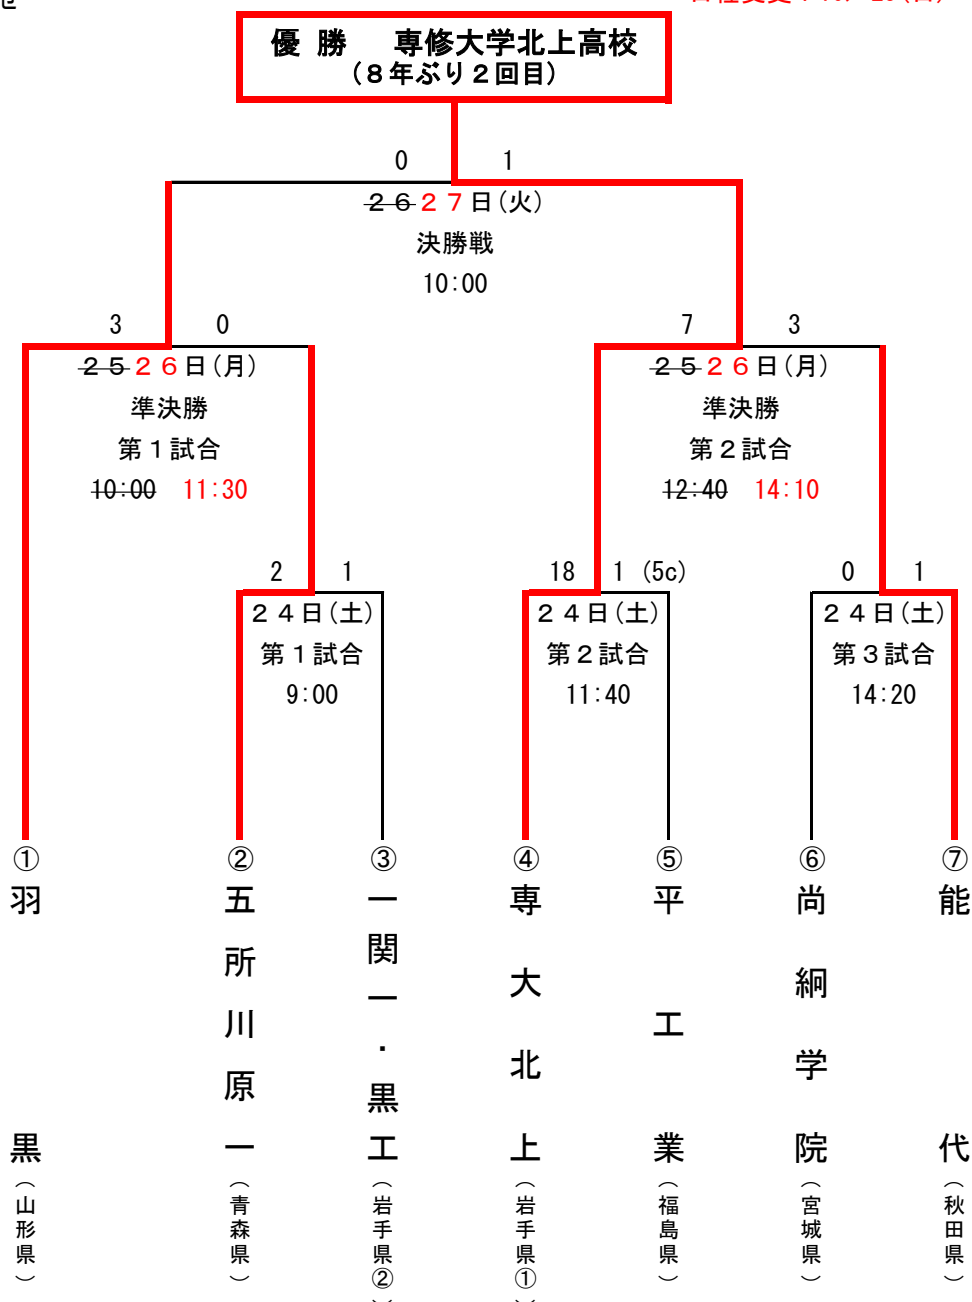 優 勝 専修大学北上高校
(８年ぶり２回目)
0 1
２６２７日(火)
決勝戦
10:00
3 0
２５２６日(月)
準決勝
第１試合
10:00 11:30
7 3
２５２６日(月)
準決勝
第２試合
12:40 14:10
2 1
２４日(土)
第１試合
9:00
18 1 (5c)
２４日(土)
第２試合
11:40
0 1
２４日(土)
第３試合
14:20
①
羽黒
(山形県)
②
五所川原一
(青森県)
③
一関一・黒工
(岩手県②)
④
専大北上
(岩手県①)
⑤
平工業
(福島県)
⑥
尚絅学院
(宮城県)
⑦
能代
(秋田県)